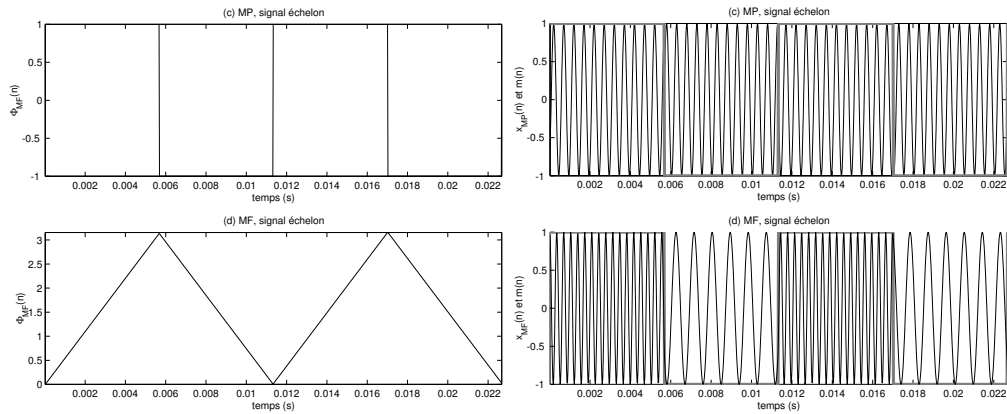 (c) MP, signal échelon
1
0.5
0
-0.5
-1
Φ_MF(n)
0.002 0.004 0.006 0.008 0.01 0.012 0.014 0.016 0.018 0.02 0.022
temps (s)
(c) MP, signal échelon
1
0.5
0
-0.5
-1
x_MP(n) et m(n)
0.002 0.004 0.006 0.008 0.01 0.012 0.014 0.016 0.018 0.02 0.022
temps (s)
(d) MF, signal échelon
3
2.5
2
1.5
1
0.5
0
Φ_MF(n)
0.002 0.004 0.006 0.008 0.01 0.012 0.014 0.016 0.018 0.02 0.022
temps (s)
(d) MF, signal échelon
1
0.5
0
-0.5
-1
x_MF(n) et m(n)
0.002 0.004 0.006 0.008 0.01 0.012 0.014 0.016 0.018 0.02 0.022
temps (s)